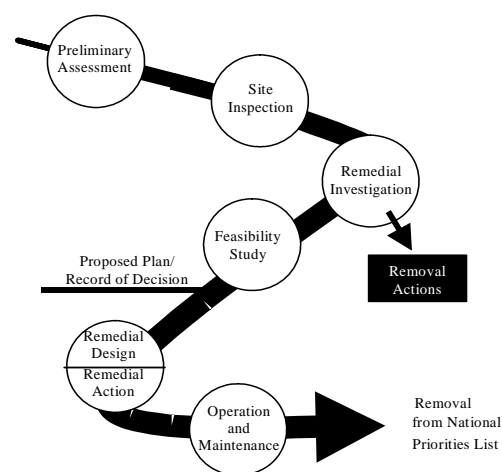 Preliminary
Assessment
Site
Inspection
Remedial
Investigation
Feasibility
Study
Proposed Plan/
Record of Decision
Removal
Actions
Remedial
Design
Remedial
Action
Operation
and
Maintenance
Removal
from National
Priorities List